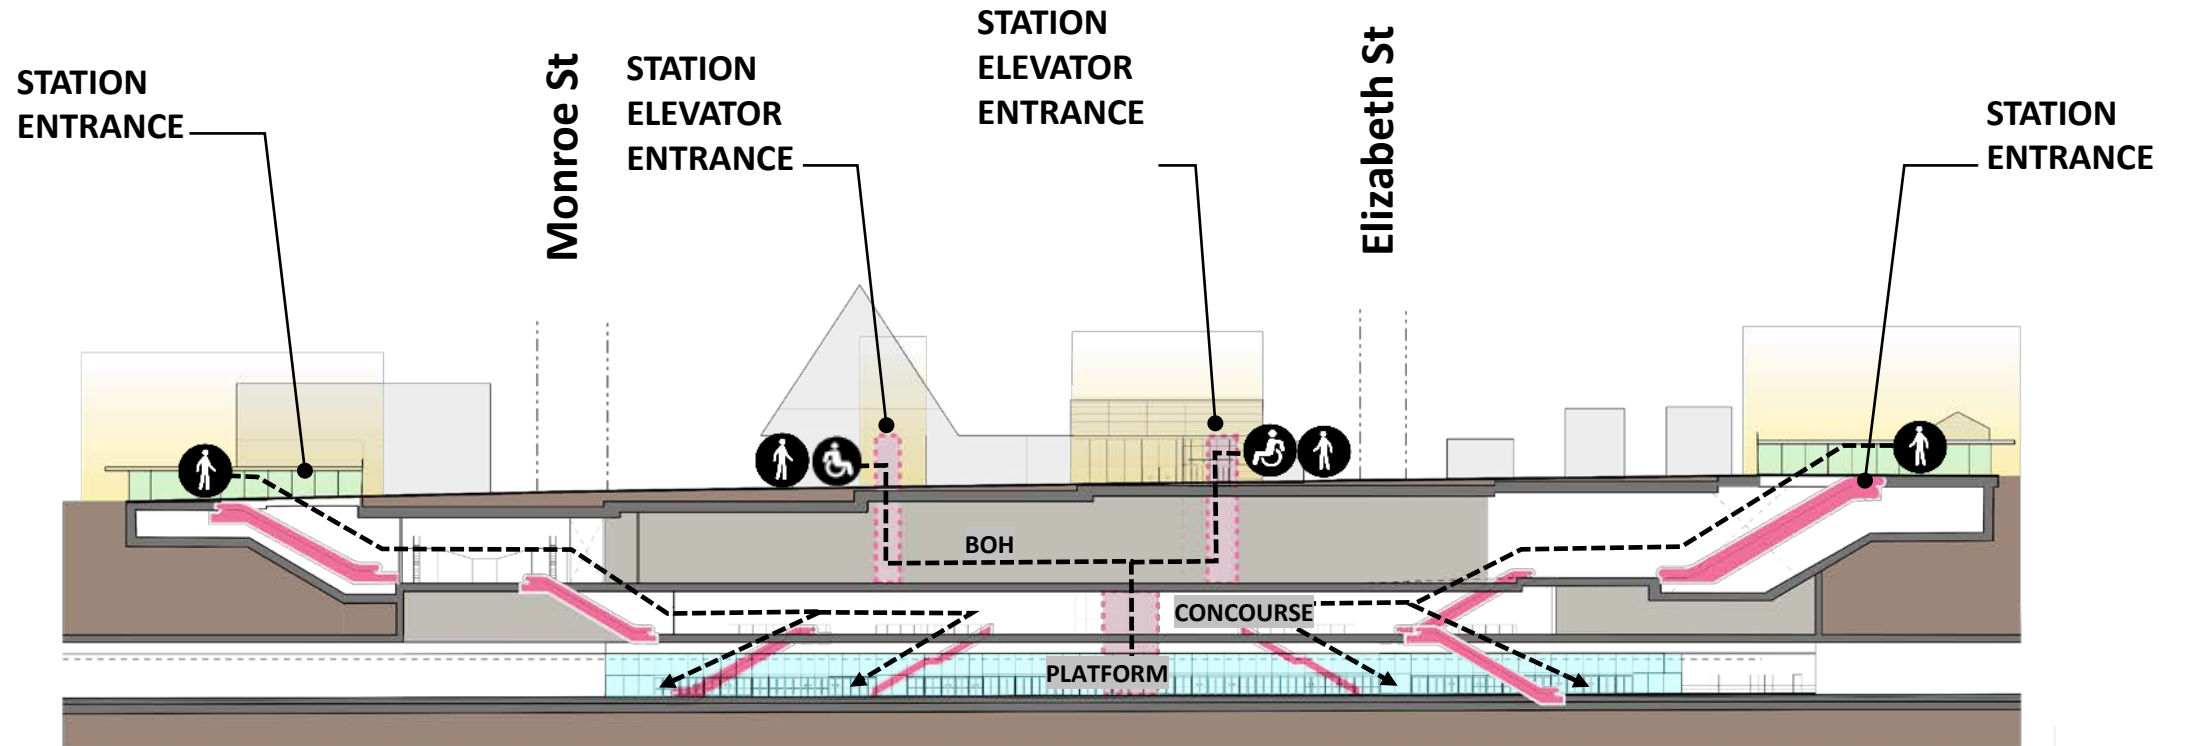 STATION
ENTRANCE
Monroe St
STATION
ELEVATOR
ENTRANCE
STATION
ELEVATOR
ENTRANCE
Elizabeth St
STATION
ENTRANCE
BOH
CONCOURSE
PLATFORM